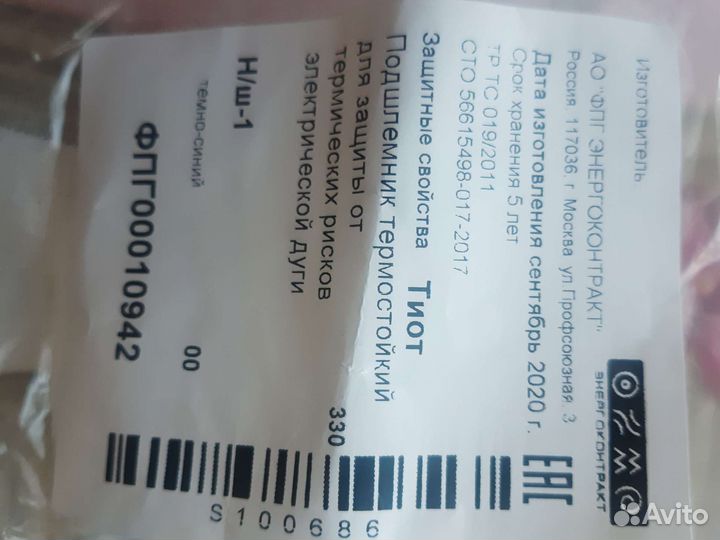 Изготовитель
АО "ФПГ ЭНЕРГОКОНТРАКТ"
Россия, 117036, г. Москва ул.Профсоюзная, 3
ЭНЕРГОКОНТРАКТ
Дата изготовления сентябрь 2020 г.
Срок хранения 5 лет
ТР ТС 019/2011
СТО 56615498-017-2017
ЕАС
Защитные свойства Тиот
Подшлемник термостойкий
для защиты от
термических рисков
электрической дуги
330
Н/ш-1
темно-синий
00
ФПГ00010942
S10686
Avito